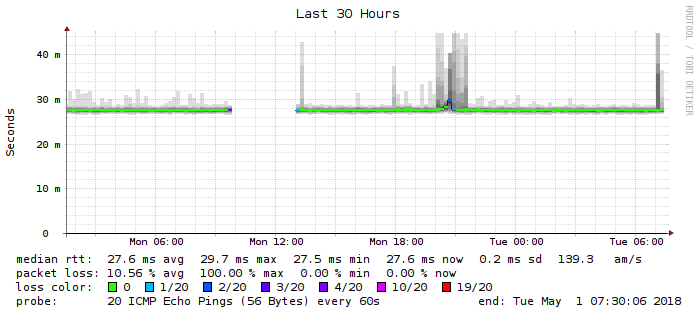 Last 30 Hours
RRDTOOL / TOBI OETIKER
Seconds
40 m
30 m
20 m
10 m
0
Mon 06:00 Mon 12:00 Mon 18:00 Tue 00:00 Tue 06:00
median rtt: 27.6 ms avg 29.7 ms max 27.5 ms min 27.6 ms now 0.2 ms sd 139.3 am/s
packet loss: 10.56 % avg 100.00 % max 0.00 % min 0.00 % now
loss color: 0 1/20 2/20 3/20 4/20 10/20 19/20
probe: 20 ICMP Echo Pings (56 Bytes) every 60s end: Tue May 1 07:30:06 2018